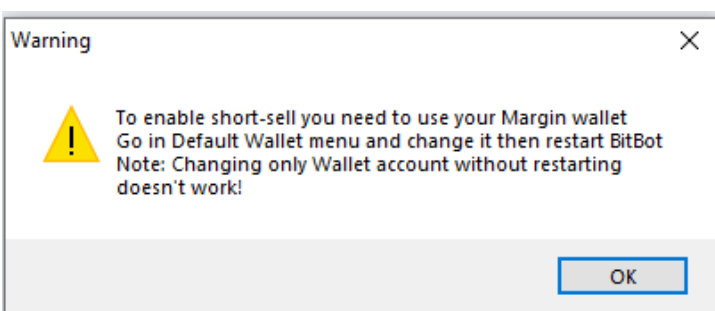 Warning
To enable short-sell you need to use your Margin wallet
Go in Default Wallet menu and change it then restart BitBot
Note: Changing only Wallet account without restarting
doesn't work!
OK